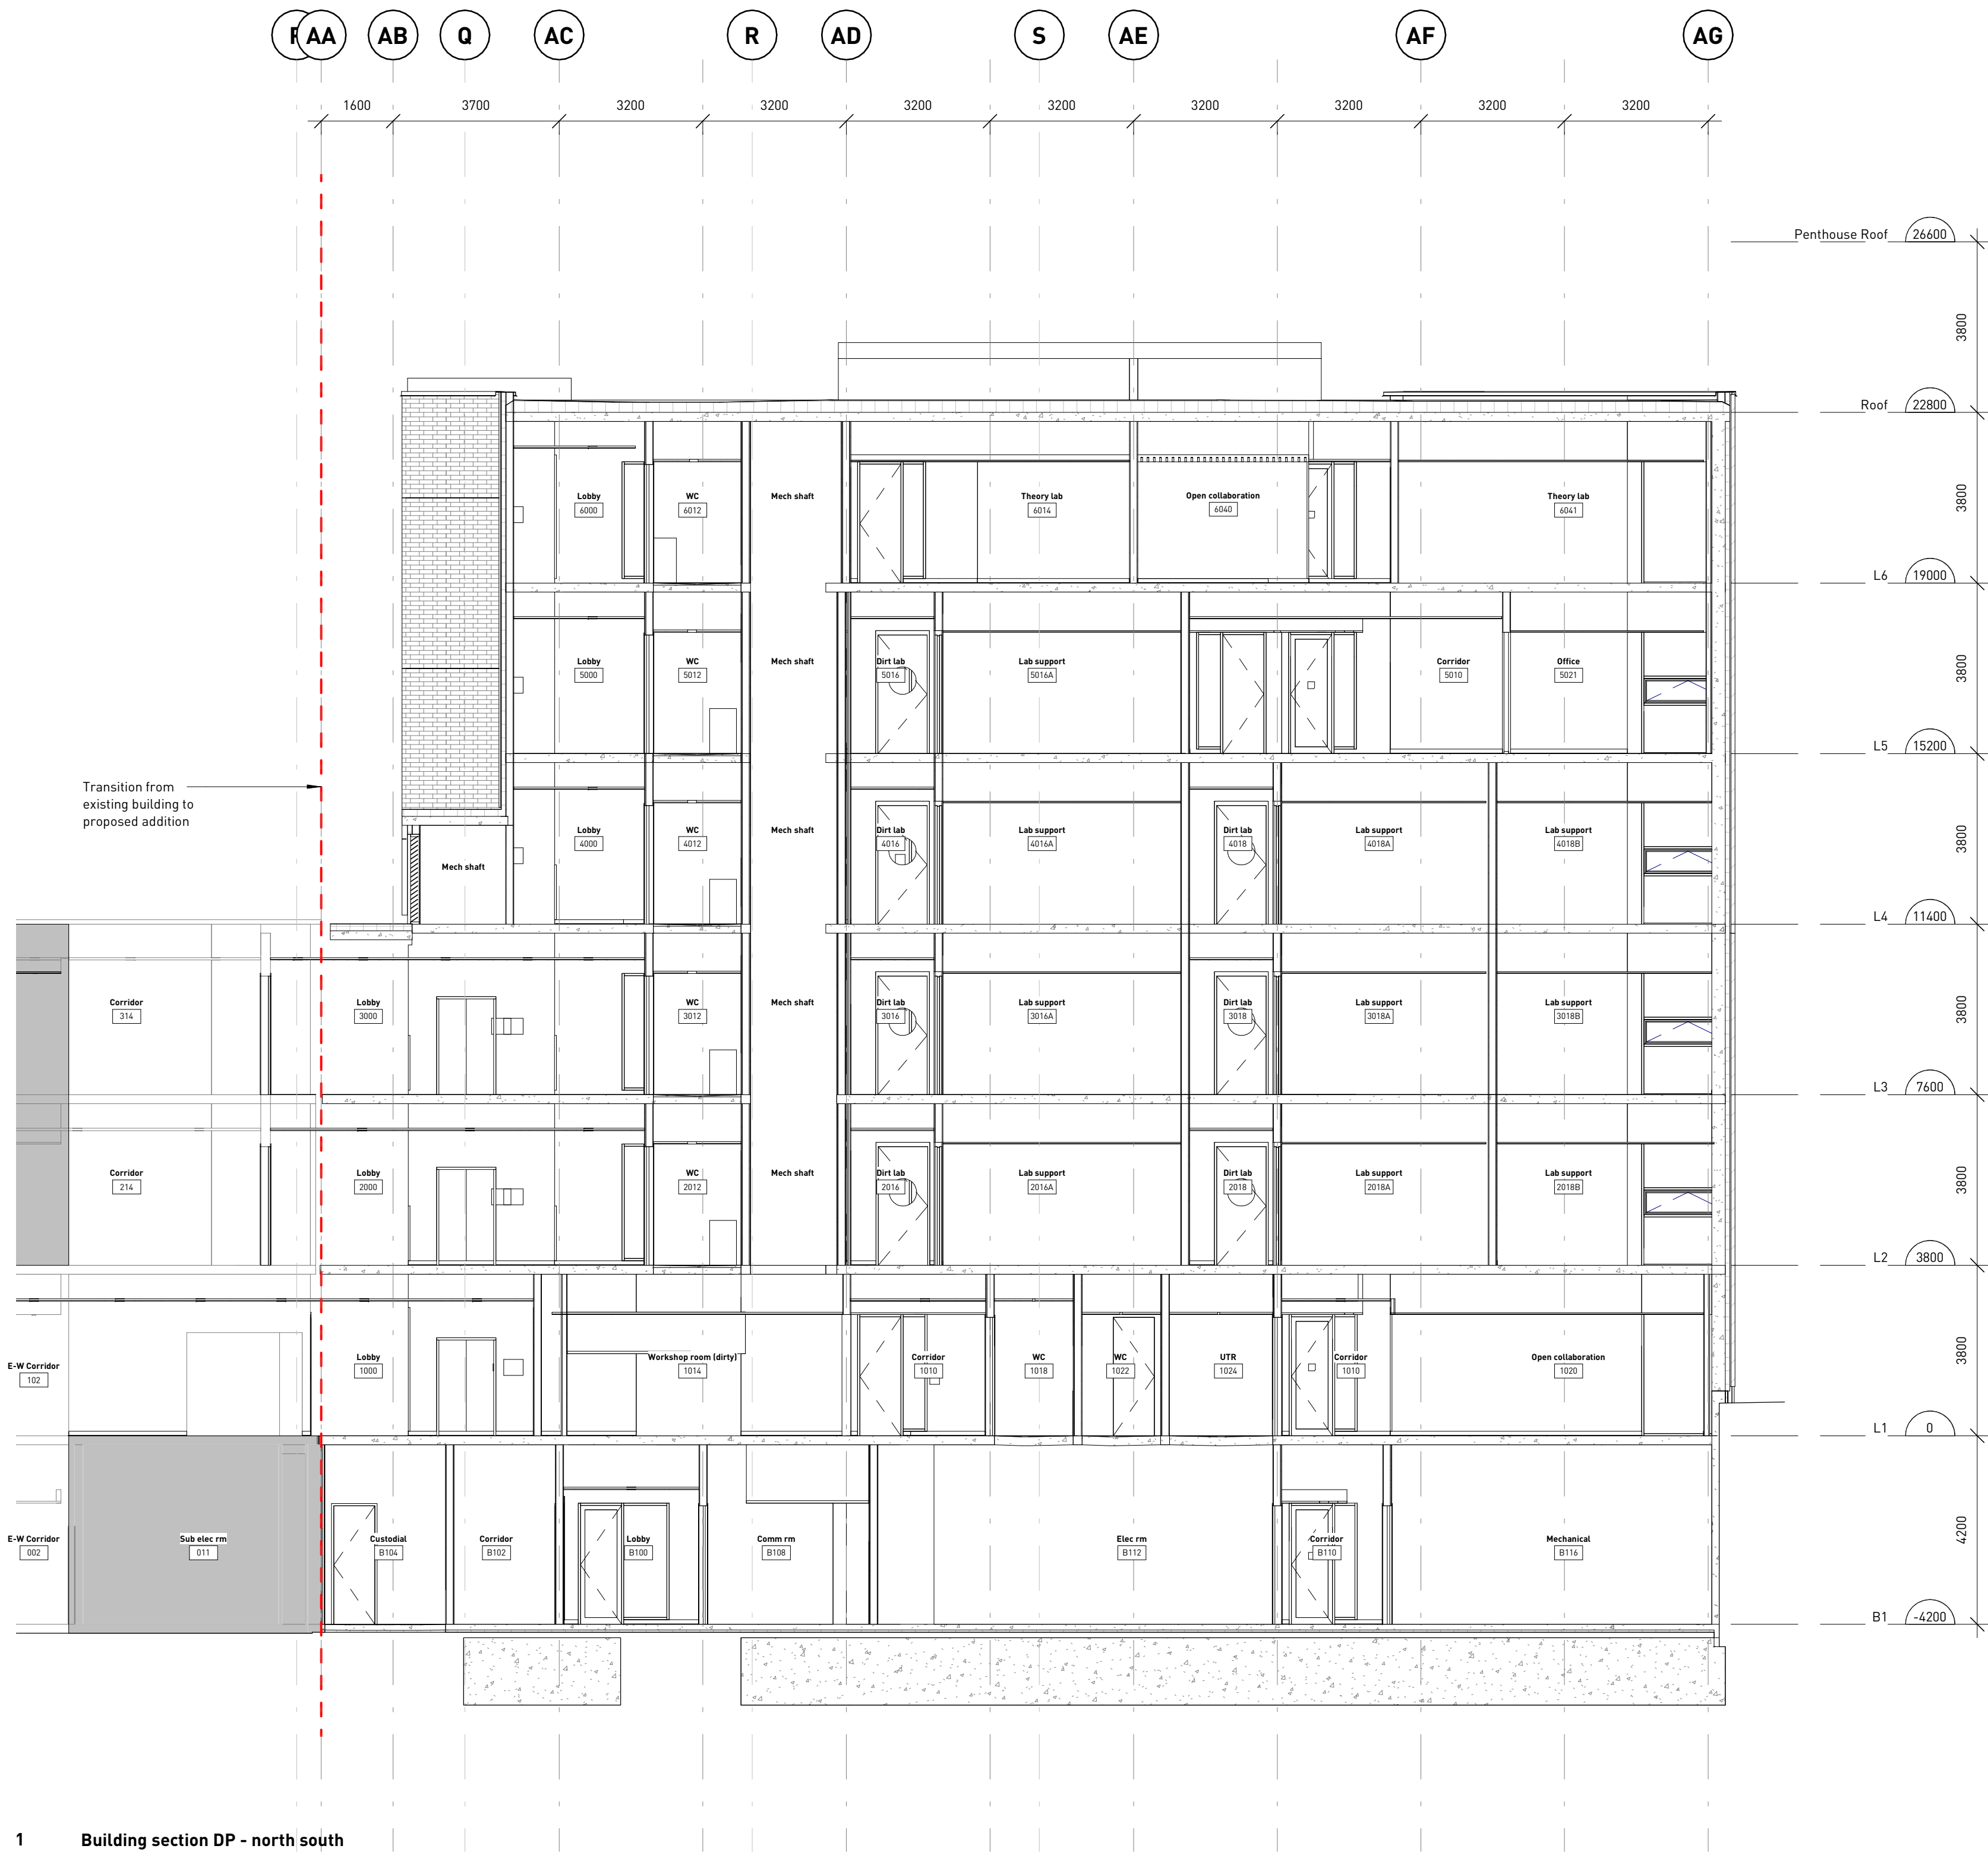 AA
AB
Q
AC
R
AD
S
AE
AF
AG
1600
3700
3200
3200
3200
3200
3200
3200
3200
3200
Penthouse Roof 26600
3800
Roof 22800
Lobby
6000
WC
6012
Mech shaft
Theory lab
6014
Open collaboration
6040
Theory lab
6041
3800
L6 19000
Lobby
5000
WC
5012
Mech shaft
Dirt lab
5016
Lab support
5016A
Corridor
5010
Office
5021
3800
L5 15200
Transition from
existing building to
proposed addition
Mech shaft
Lobby
4000
WC
4012
Mech shaft
Dirt lab
4016
Lab support
4016A
Dirt lab
4018
Lab support
4018A
Lab support
4018B
3800
L4 11400
Corridor
314
Lobby
3000
WC
3012
Mech shaft
Dirt lab
3016
Lab support
3016A
Dirt lab
3018
Lab support
3018A
Lab support
3018B
3800
L3 7600
Corridor
214
Lobby
2000
WC
2012
Mech shaft
Dirt lab
2016
Lab support
2016A
Dirt lab
2018
Lab support
2018A
Lab support
2018B
3800
L2 3800
E-W Corridor
102
Lobby
1000
Workshop room (dirty)
1014
Corridor
1010
WC
1018
WC
1022
UTR
1024
Corridor
1010
Open collaboration
1020
3800
L1 0
E-W Corridor
002
Sub elec rm
011
Custodial
B104
Corridor
B102
Lobby
B100
Comm rm
B108
Elec rm
B112
Corridor
B110
Mechanical
B116
4200
B1 -4200
1 Building section DP - north south